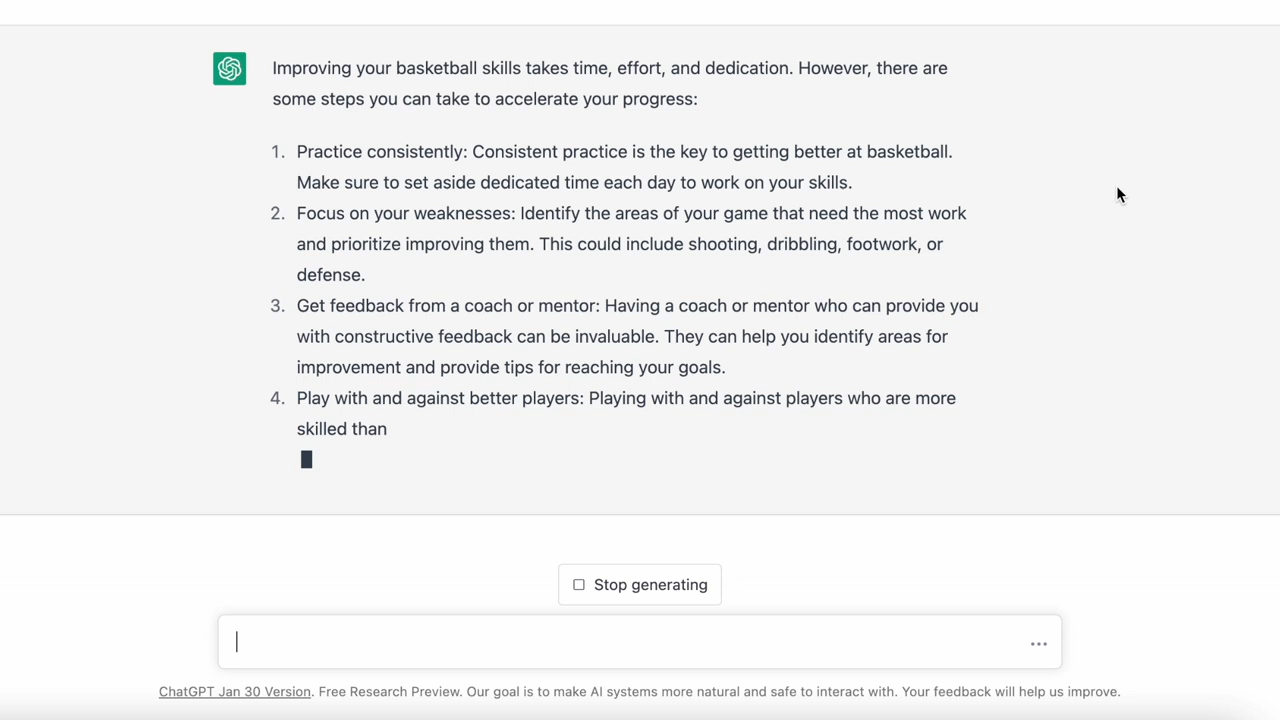 Improving your basketball skills takes time, effort, and dedication. However, there are
some steps you can take to accelerate your progress:
1. Practice consistently: Consistent practice is the key to getting better at basketball.
Make sure to set aside dedicated time each day to work on your skills.
2. Focus on your weaknesses: Identify the areas of your game that need the most work
and prioritize improving them. This could include shooting, dribbling, footwork, or
defense.
3. Get feedback from a coach or mentor: Having a coach or mentor who can provide you
with constructive feedback can be invaluable. They can help you identify areas for
improvement and provide tips for reaching your goals.
4. Play with and against better players: Playing with and against players who are more
skilled than
Stop generating
ChatGPT Jan 30 Version. Free Research Preview. Our goal is to make AI systems more natural and safe to interact with. Your feedback will help us improve.